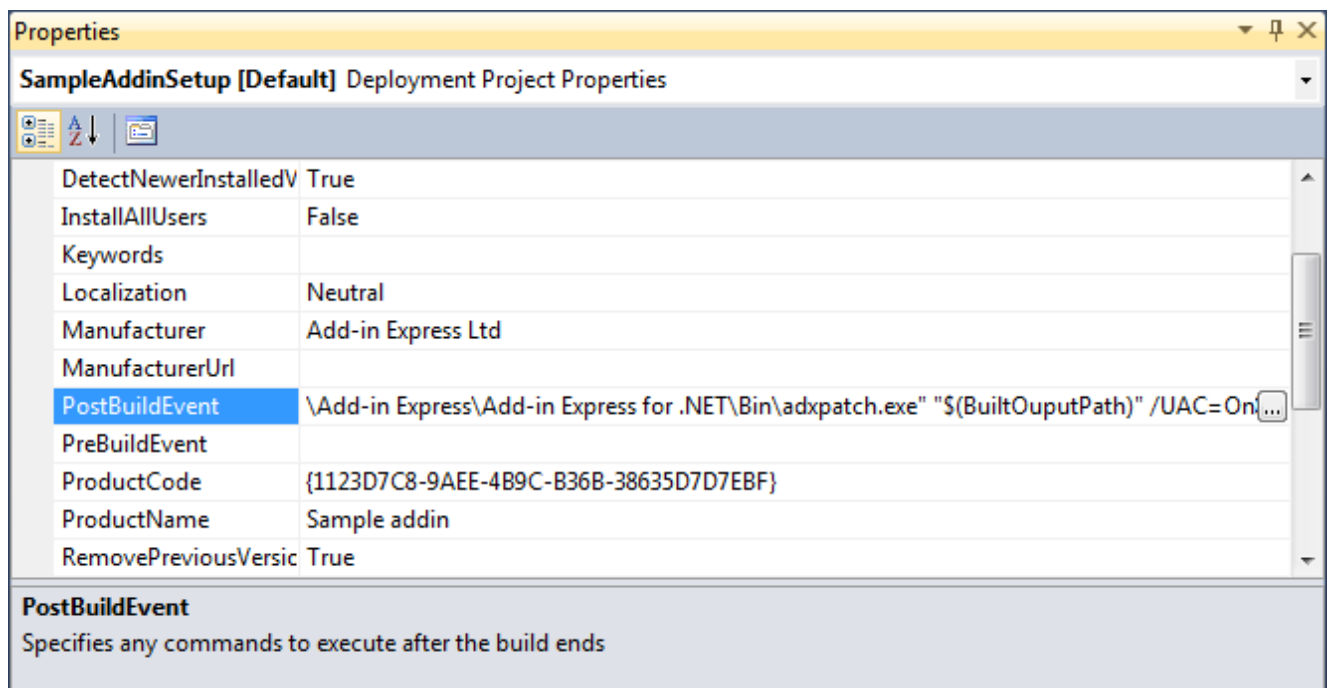 Properties
SampleAddinSetup [Default] Deployment Project Properties
DetectNewerInstalledV True
InstallAllUsers False
Keywords
Localization Neutral
Manufacturer Add-in Express Ltd
ManufacturerUrl
PostBuildEvent \Add-in Express\Add-in Express for .NET\Bin\adxpatch.exe" "$(BuiltOuputPath)" /UAC=On ...
PreBuildEvent
ProductCode {1123D7C8-9AEE-4B9C-B36B-38635D7D7EBF}
ProductName Sample addin
RemovePreviousVersic True
PostBuildEvent
Specifies any commands to execute after the build ends